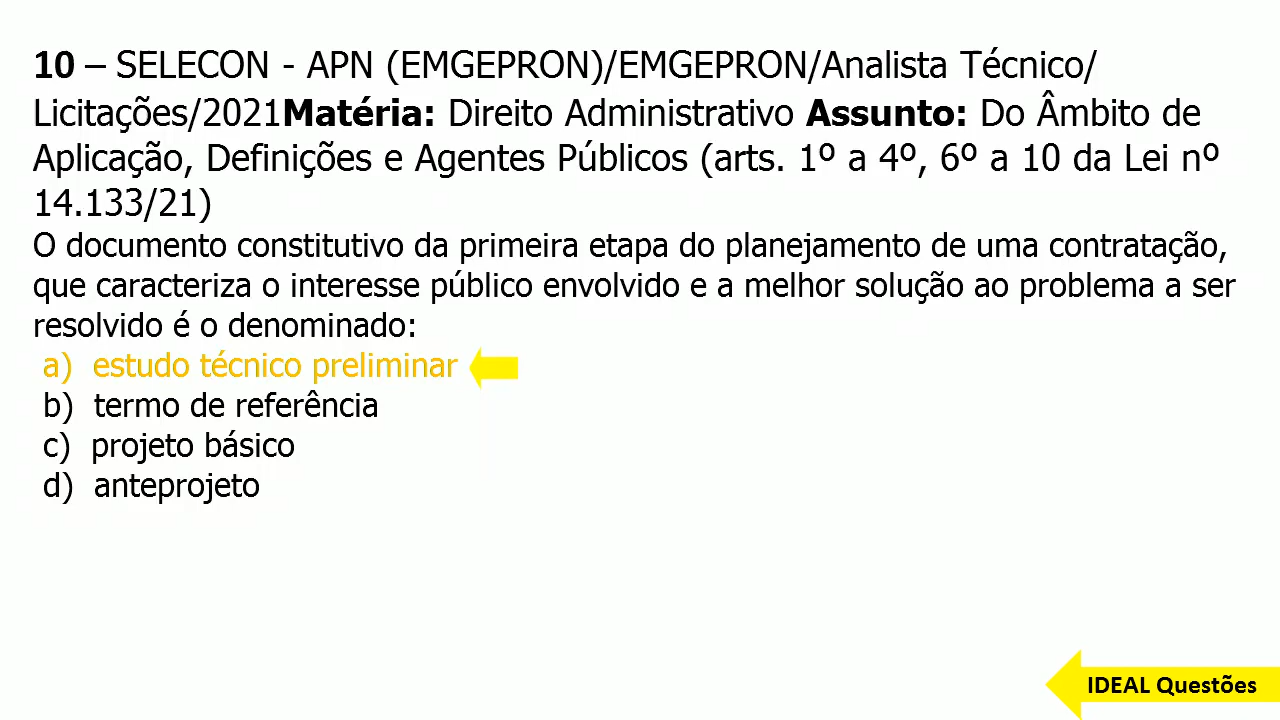 10 – SELECON - APN (EMGEPRON)/EMGEPRON/Analista Técnico/
Licitações/2021Matéria: Direito Administrativo Assunto: Do Âmbito de
Aplicação, Definições e Agentes Públicos (arts. 1º a 4º, 6º a 10 da Lei nº
14.133/21)
O documento constitutivo da primeira etapa do planejamento de uma contratação,
que caracteriza o interesse público envolvido e a melhor solução ao problema a ser
resolvido é o denominado:
a) estudo técnico preliminar
b) termo de referência
c) projeto básico
d) anteprojeto
IDEAL Questões